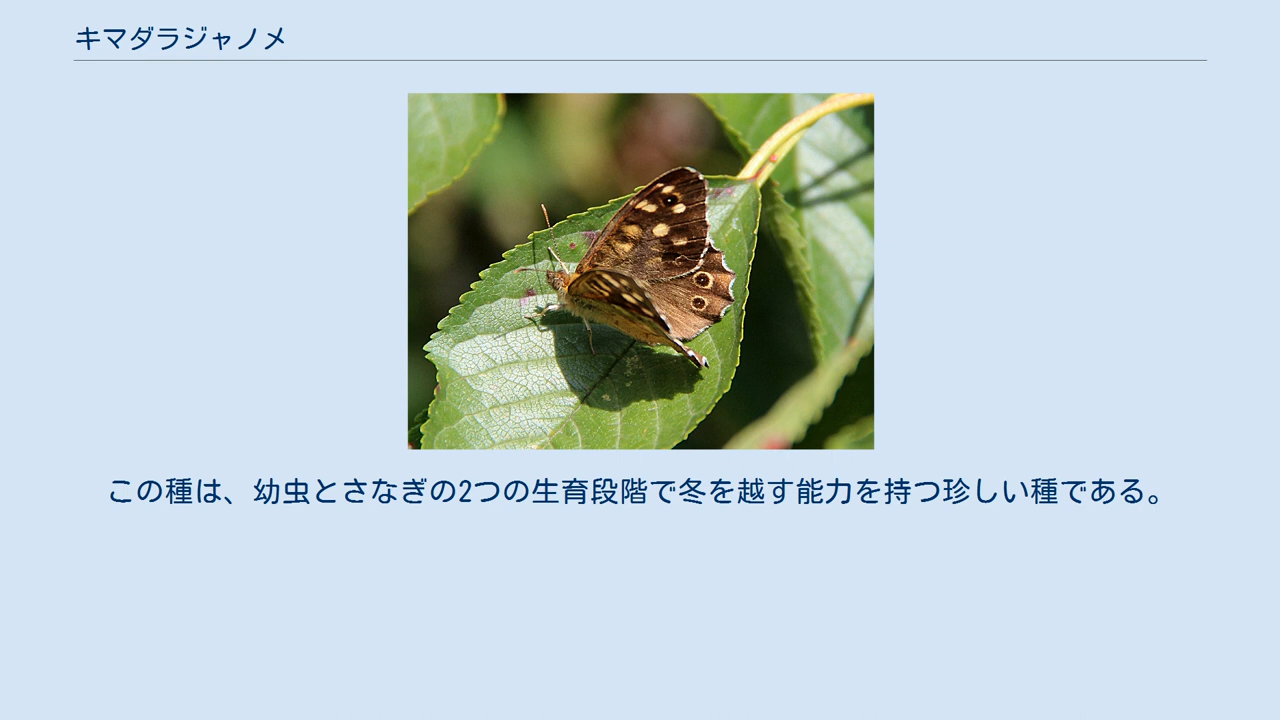 キマダラジャノメ
この種は、幼虫とさなぎの2つの生育段階で冬を越す能力を持つ珍しい種である。